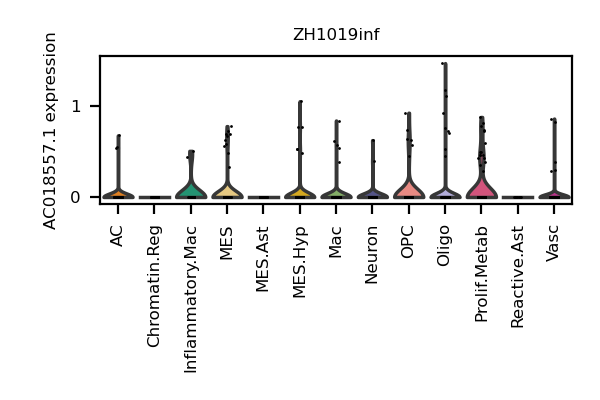 ZH1019inf
AC018557.1 expression
1
0
AC
Chromatin.Reg
Inflammatory.Mac
MES
MES.Ast
MES.Hyp
Mac
Neuron
OPC
Oligo
Prolif.Metab
Reactive.Ast
Vasc